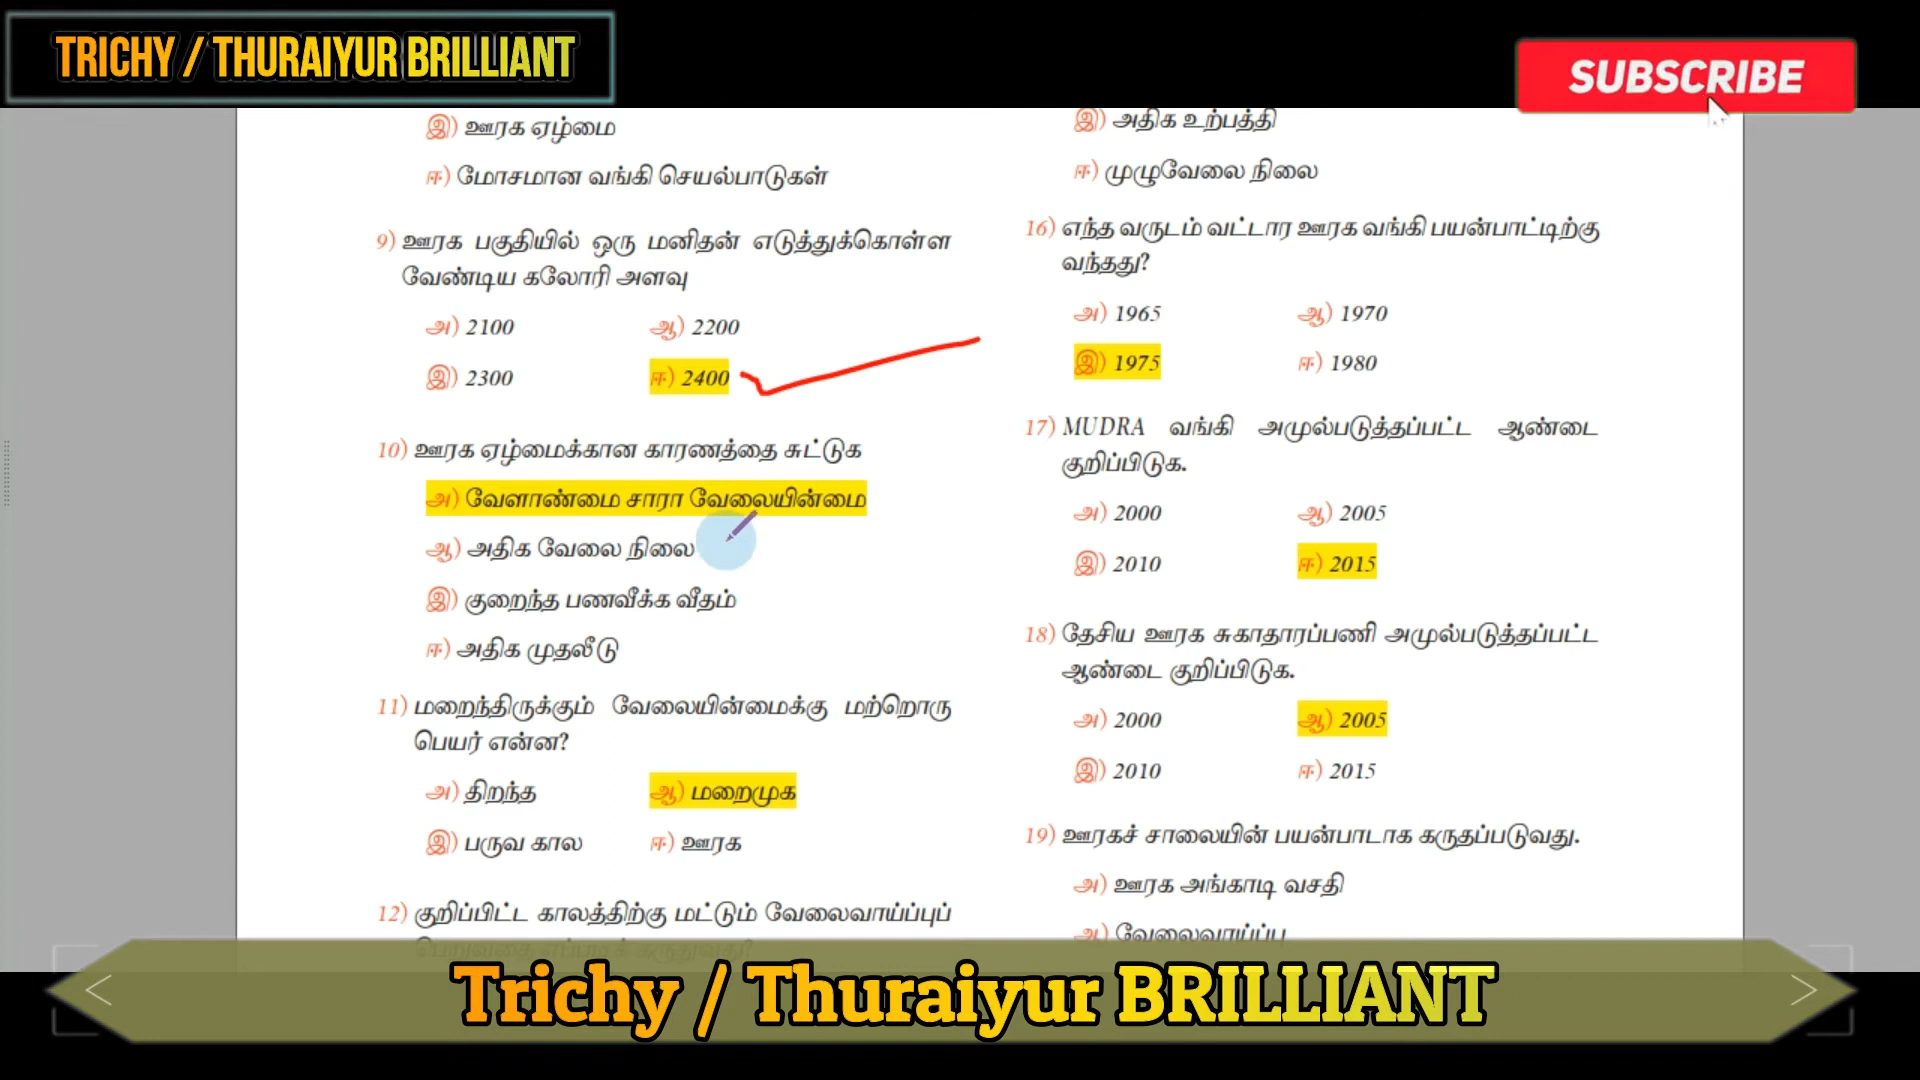 TRICHY / THURAIYUR BRILLIANT
SUBSCRIBE
இ) ஊரக ஏழ்மை
ஈ) மோசமான வங்கி செயல்பாடுகள்
9) ஊரக பகுதியில் ஒரு மனிதன் எடுத்துக்கொள்ள
வேண்டிய கலோரி அளவு
அ) 2100 ஆ) 2200
இ) 2300 ஈ) 2400
10) ஊரக ஏழ்மைக்கான காரணத்தை சுட்டுக
அ) வேளாண்மை சாரா வேலையின்மை
ஆ) அதிக வேலை நிலை
இ) குறைந்த பணவீக்க வீதம்
ஈ) அதிக முதலீடு
11) மறைந்திருக்கும் வேலையின்மைக்கு மற்றொரு
பெயர் என்ன?
அ) திறந்த ஆ) மறைமுக
இ) பருவ கால ஈ) ஊரக
12) குறிப்பிட்ட காலத்திற்கு மட்டும் வேலைவாய்ப்புப்
இ) அதிக உற்பத்தி
ஈ) முழுவேலை நிலை
16) எந்த வருடம் வட்டார ஊரக வங்கி பயன்பாட்டிற்கு
வந்தது?
அ) 1965 ஆ) 1970
இ) 1975 ஈ) 1980
17) MUDRA வங்கி அமுல்படுத்தப்பட்ட ஆண்டை
குறிப்பிடுக.
அ) 2000 ஆ) 2005
இ) 2010 ஈ) 2015
18) தேசிய ஊரக சுகாதாரப்பணி அமுல்படுத்தப்பட்ட
ஆண்டை குறிப்பிடுக.
அ) 2000 ஆ) 2005
இ) 2010 ஈ) 2015
19) ஊரகச் சாலையின் பயன்பாடாக கருதப்படுவது.
அ) ஊரக அங்காடி வசதி
ஆ) வேலைவாய்ப்பு
Trichy / Thuraiyur BRILLIANT